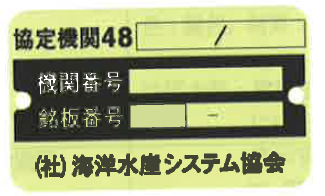 協定機関48 /
機関番号
銘板番号 -
(社)海洋水産システム協会